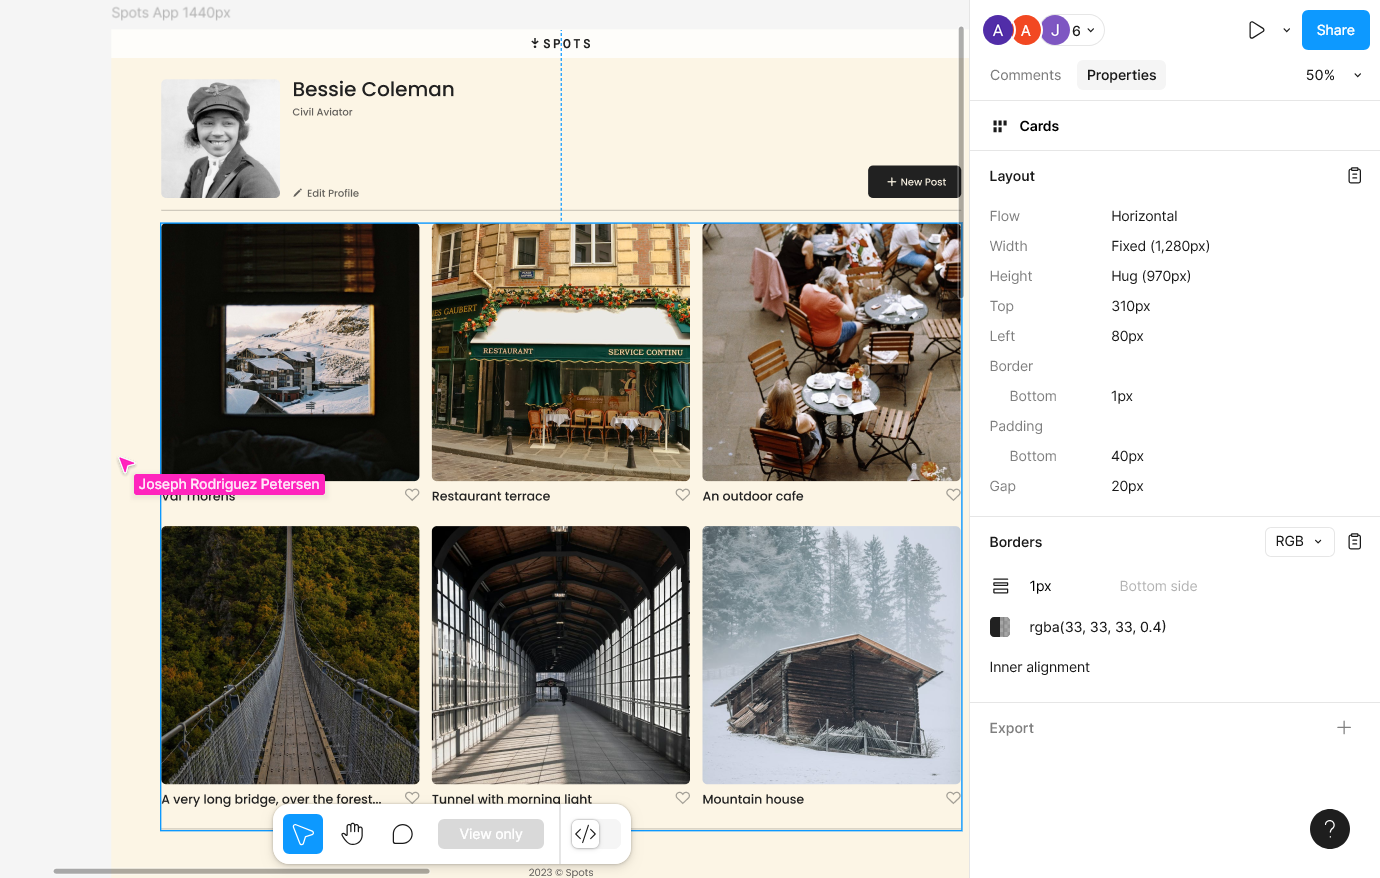 Spots App 1440px
SPOTS
Bessie Coleman
Civil Aviator
Edit Profile
+ New Post
GAUBERT
RESTAURANT
SERVICE CONTINU
Joseph Rodriguez Petersen
Val Thorens
Restaurant terrace
An outdoor cafe
A very long bridge, over the forest...
Tunnel with morning light
Mountain house
View only
</>
2023 © Spots
A
A
J
6
Share
Comments
Properties
50%
Cards
Layout
Flow
Horizontal
Width
Fixed (1,280px)
Height
Hug (970px)
Top
310px
Left
80px
Border
Bottom
1px
Padding
Bottom
40px
Gap
20px
Borders
RGB
1px
Bottom side
rgba(33, 33, 33, 0.4)
Inner alignment
Export
?